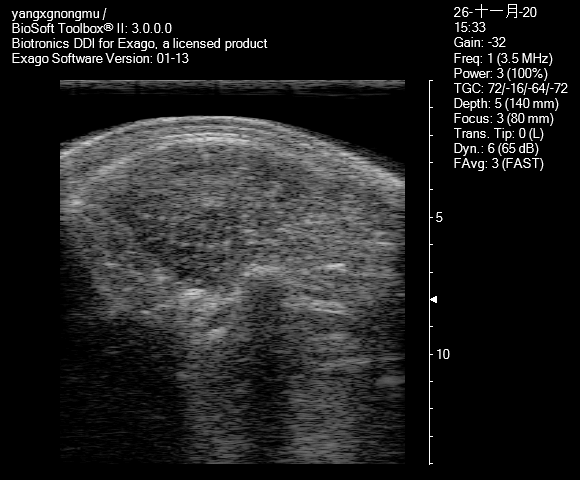 yangxgnongmu /
BioSoft Toolbox® II: 3.0.0.0
Biotronics DDI for Exago, a licensed product
Exago Software Version: 01-13
26-十一月-20
15:33
Gain: -32
Freq: 1 (3.5 MHz)
Power: 3 (100%)
TGC: 72/-16/-64/-72
Depth: 5 (140 mm)
Focus: 3 (80 mm)
Trans. Tip: 0 (L)
Dyn.: 6 (65 dB)
FAvg: 3 (FAST)
5
10